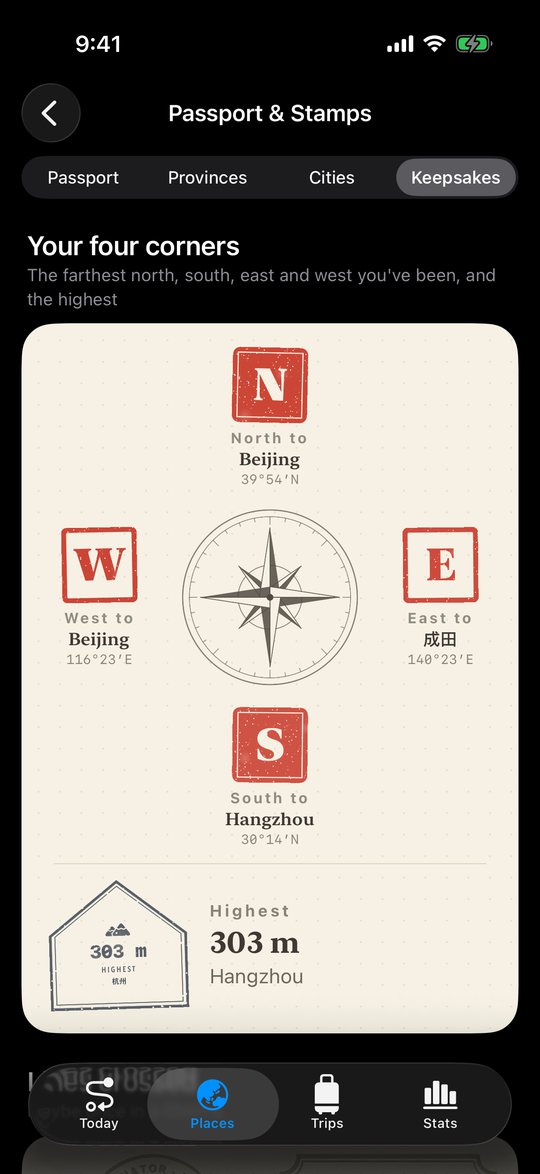 9:41
Passport & Stamps
Passport
Provinces
Cities
Keepsakes
Your four corners
The farthest north, south, east and west you've been, and
the highest
N
North to
Beijing
39°54′N
W
West to
Beijing
116°23′E
E
East to
成田
140°23′E
S
South to
Hangzhou
30°14′N
303 m
HIGHEST
杭州
Highest
303 m
Hangzhou
Today
Places
Trips
Stats